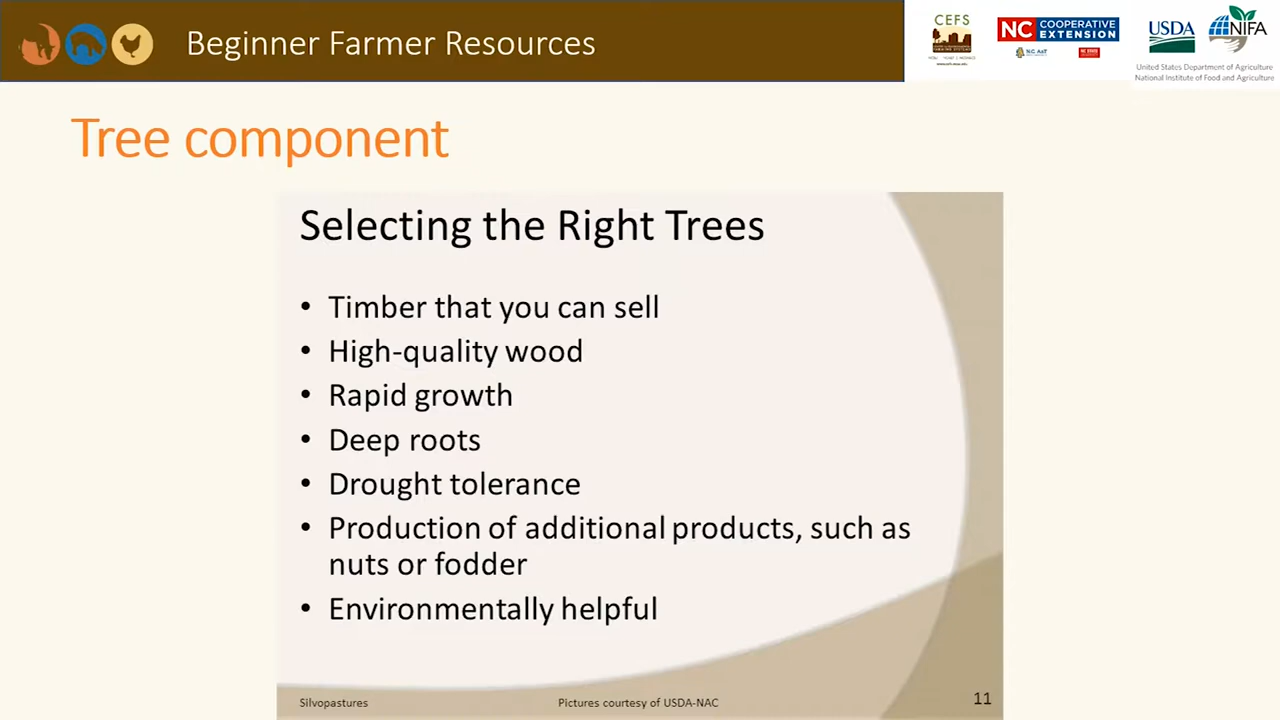 Beginner Farmer Resources
CEFS
NC COOPERATIVE
EXTENSION
USDA
NIFA
United States Department of Agriculture
National Institute of Food and Agriculture
Tree component
Selecting the Right Trees
• Timber that you can sell
• High-quality wood
• Rapid growth
• Deep roots
• Drought tolerance
• Production of additional products, such as
nuts or fodder
• Environmentally helpful
Silvopastures
Pictures courtesy of USDA-NAC
11